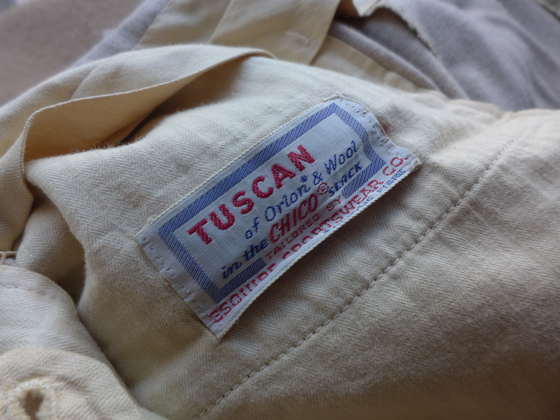 TUSCAN
of Orlon* & Wool
in the CHICO® SLACK
TAILORED BY
ESQUIRE SPORTSWEAR CO.